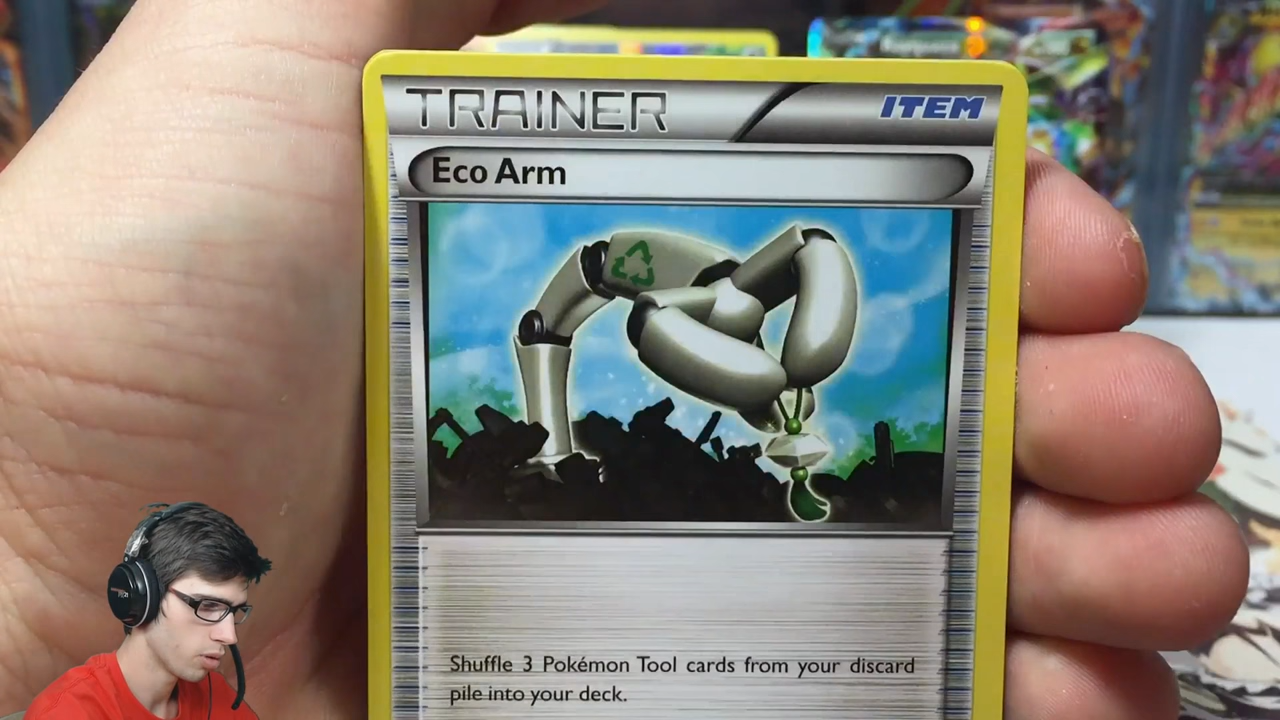 TRAINER
ITEM
Eco Arm
Shuffle 3 Pokémon Tool cards from your discard
pile into your deck.